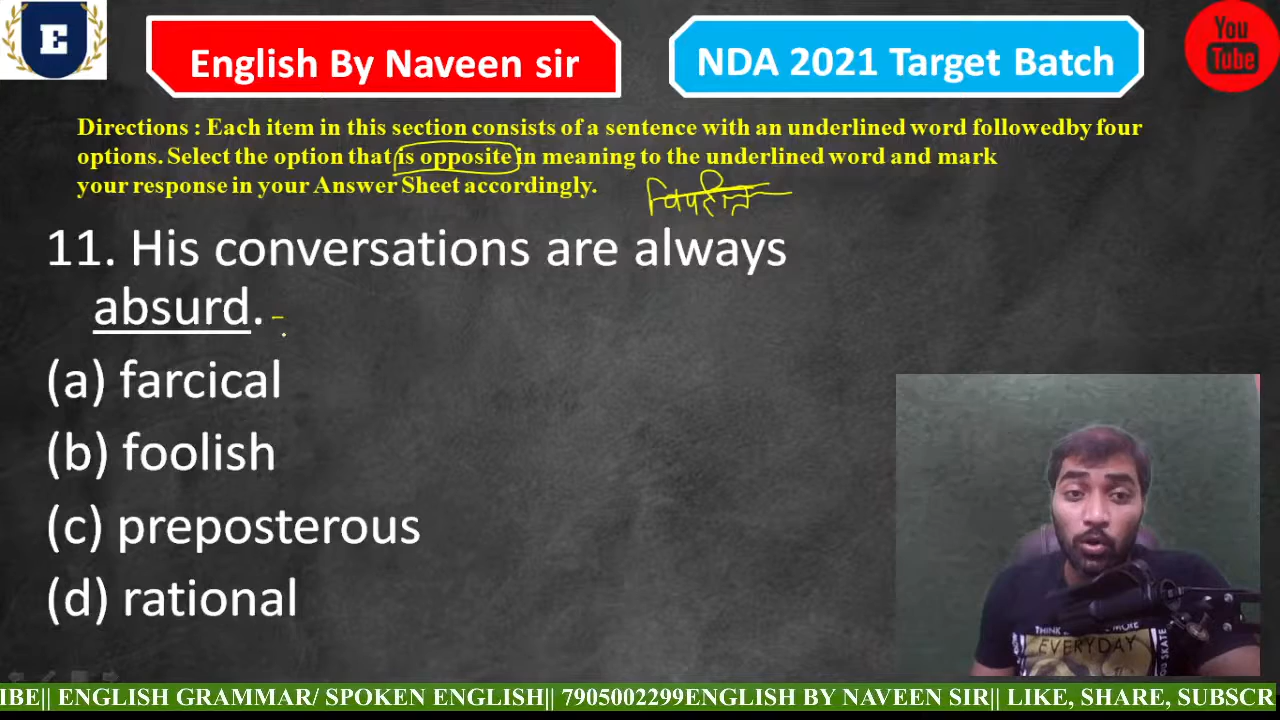 E
English By Naveen sir
NDA 2021 Target Batch
You
Tube
Directions : Each item in this section consists of a sentence with an underlined word followedby four
options. Select the option that is opposite in meaning to the underlined word and mark
your response in your Answer Sheet accordingly.
विपरीत
11. His conversations are always
absurd.
(a) farcical
(b) foolish
(c) preposterous
(d) rational
EVERYDAY
IBE|| ENGLISH GRAMMAR/ SPOKEN ENGLISH|| 7905002299ENGLISH BY NAVEEN SIR|| LIKE, SHARE, SUBSCR